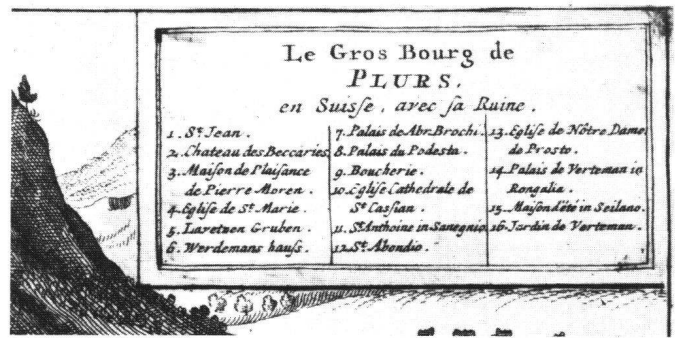 Le Gros Bourg de
PLURS,
en Suiſſe, avec ſa Ruine.
1. St. Jean.
2. Chateau des Beccaries
3. Maiſon de Plaiſance
de Pierre Moren.
4. Egliſe de St. Marie.
5. Lavetzen Gruben.
6. Werdemans hauſs.
7. Palais de Abr. Brochi.
8. Palais du Podesta.
9. Boucherie.
10. Egliſe Cathedrale de
St. Caſſian.
11. St. Anthoine in Sanegnio
12. St. Abondio.
13. Egliſe de Nôtre Dame
de Prosto.
14. Palais de Verteman in
Rongalia.
15. Maiſon d'été in Scilano.
16. Jardin de Verteman.